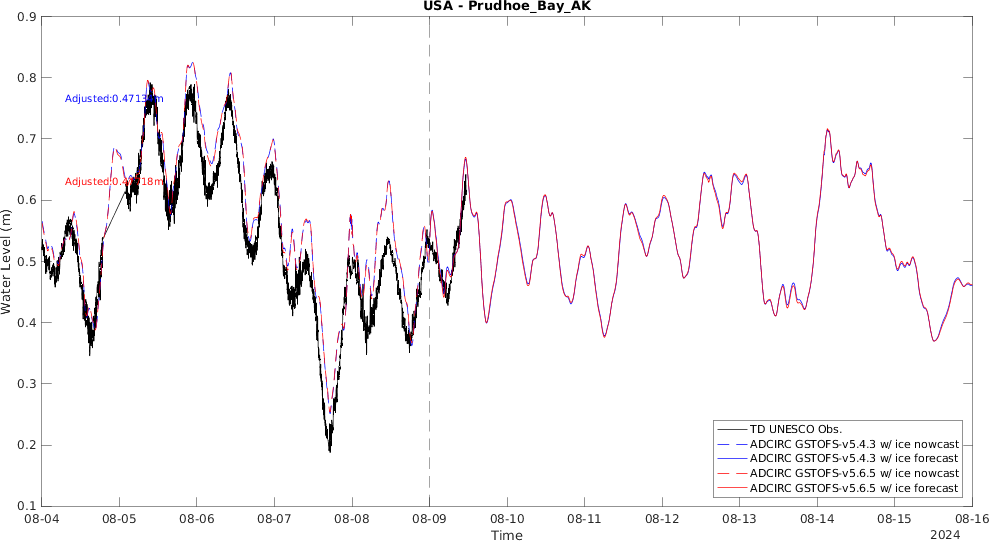 USA - Prudhoe_Bay_AK
0.9
0.8
0.7
0.6
0.5
0.4
0.3
0.2
0.1
Water Level (m)
TD UNESCO Obs.
ADCIRC GSTOFS-v5.4.3 w/ ice nowcast
ADCIRC GSTOFS-v5.4.3 w/ ice forecast
ADCIRC GSTOFS-v5.6.5 w/ ice nowcast
ADCIRC GSTOFS-v5.6.5 w/ ice forecast
08-04 08-05 08-06 08-07 08-08 08-09 08-10 08-11 08-12 08-13 08-14 08-15 08-16
Time
2024